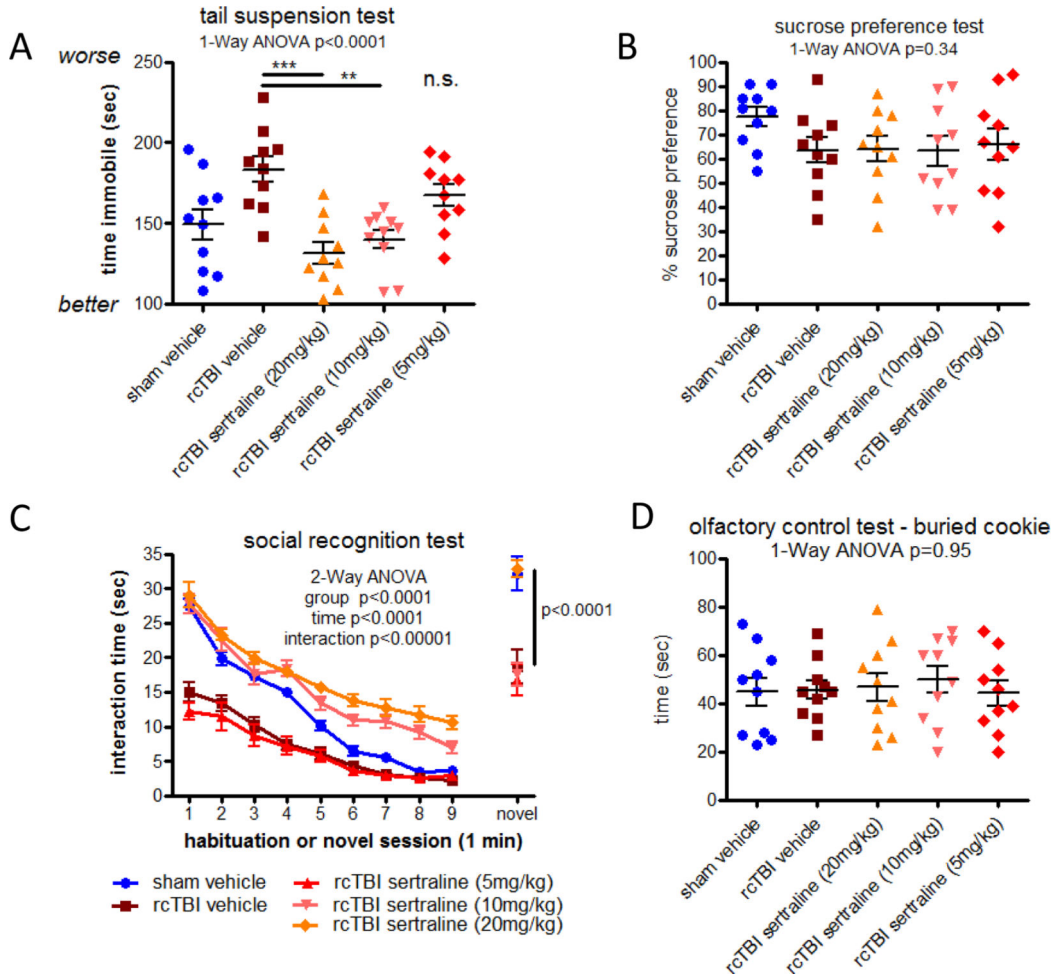 A
tail suspension test
1-Way ANOVA p<0.0001
worse
better
time immobile (sec)
250
200
150
100
***
**
n.s.
sham vehicle
rcTBI vehicle
rcTBI sertraline (20mg/kg)
rcTBI sertraline (10mg/kg)
rcTBI sertraline (5mg/kg)
B
sucrose preference test
1-Way ANOVA p=0.34
% sucrose preference
100
90
80
70
60
50
40
30
20
10
0
sham vehicle
rcTBI vehicle
rcTBI sertraline (20mg/kg)
rcTBI sertraline (10mg/kg)
rcTBI sertraline (5mg/kg)
C
social recognition test
2-Way ANOVA
group p<0.0001
time p<0.0001
interaction p<0.00001
p<0.0001
interaction time (sec)
35
30
25
20
15
10
5
0
1 2 3 4 5 6 7 8 9 novel
habituation or novel session (1 min)
sham vehicle
rcTBI vehicle
rcTBI sertraline (5mg/kg)
rcTBI sertraline (10mg/kg)
rcTBI sertraline (20mg/kg)
D
olfactory control test - buried cookie
1-Way ANOVA p=0.95
time (sec)
100
80
60
40
20
0
sham vehicle
rcTBI vehicle
rcTBI sertraline (20mg/kg)
rcTBI sertraline (10mg/kg)
rcTBI sertraline (5mg/kg)